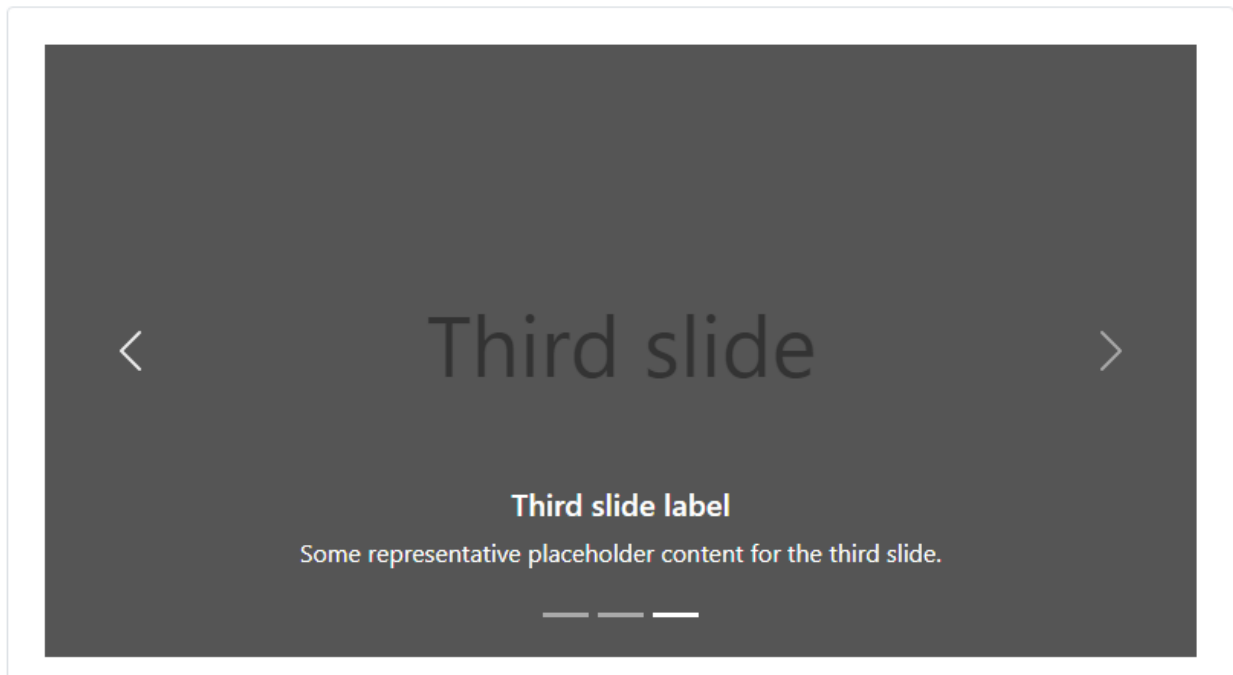 Third slide
Third slide label
Some representative placeholder content for the third slide.